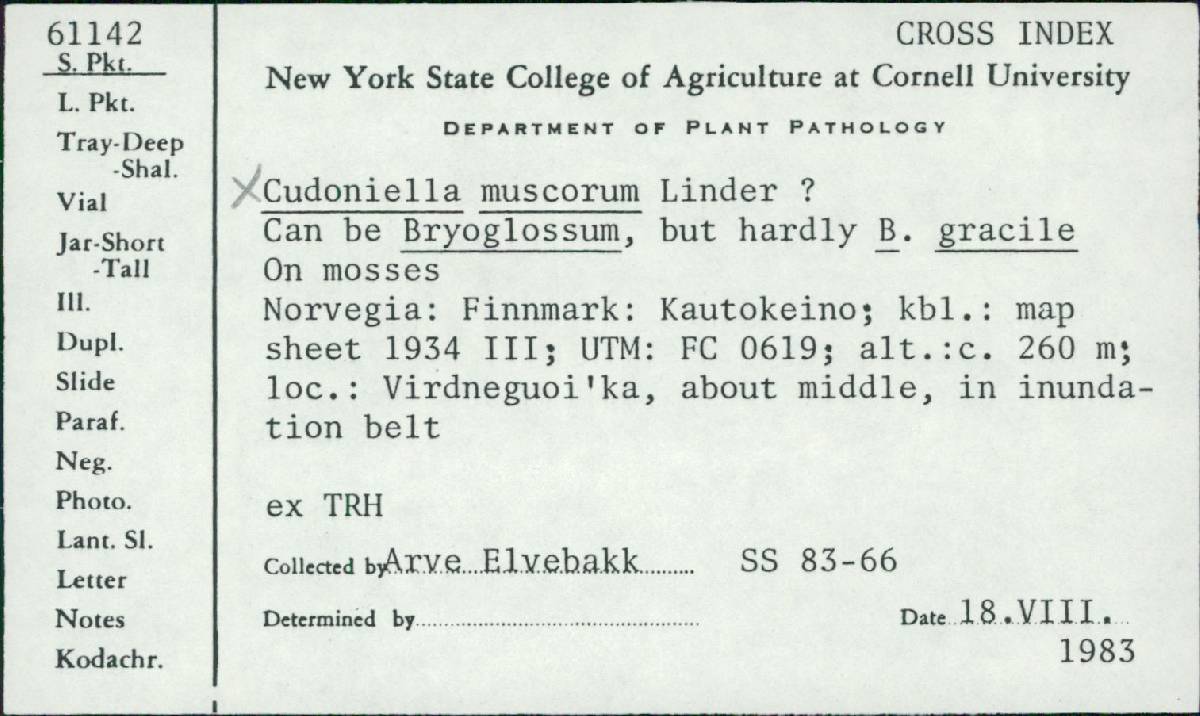 61142
S. Pkt.
L. Pkt.
Tray-Deep
-Shal.
Vial
Jar-Short
-Tall
Ill.
Dupl.
Slide
Paraf.
Neg.
Photo.
Lant. Sl.
Letter
Notes
Kodachr.
CROSS INDEX
New York State College of Agriculture at Cornell University
DEPARTMENT OF PLANT PATHOLOGY
X Cudoniella muscorum Linder ?
Can be Bryoglossum, but hardly B. gracile
On mosses
Norvegia: Finnmark: Kautokeino; kbl.: map
sheet 1934 III; UTM: FC 0619; alt.:c. 260 m;
loc.: Virdneguoi'ka, about middle, in inunda-
tion belt
ex TRH
Collected by Arve Elvebakk SS 83-66
Determined by Date 18.VIII.
1983